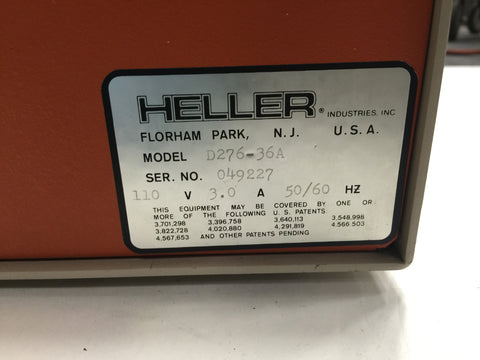 HELLER® INDUSTRIES, INC
FLORHAM PARK, N.J. U.S.A.
MODEL D276-36A
SER. NO. 049227
110 V 3.0 A 50/60 HZ
THIS EQUIPMENT MAY BE COVERED BY ONE OR
MORE OF THE FOLLOWING U.S. PATENTS
3,701,298 3,396,758 3,640,113 3,548,998
3,822,728 4,020,880 4,291,819 4,566,503
4,567,653 AND OTHER PATENTS PENDING